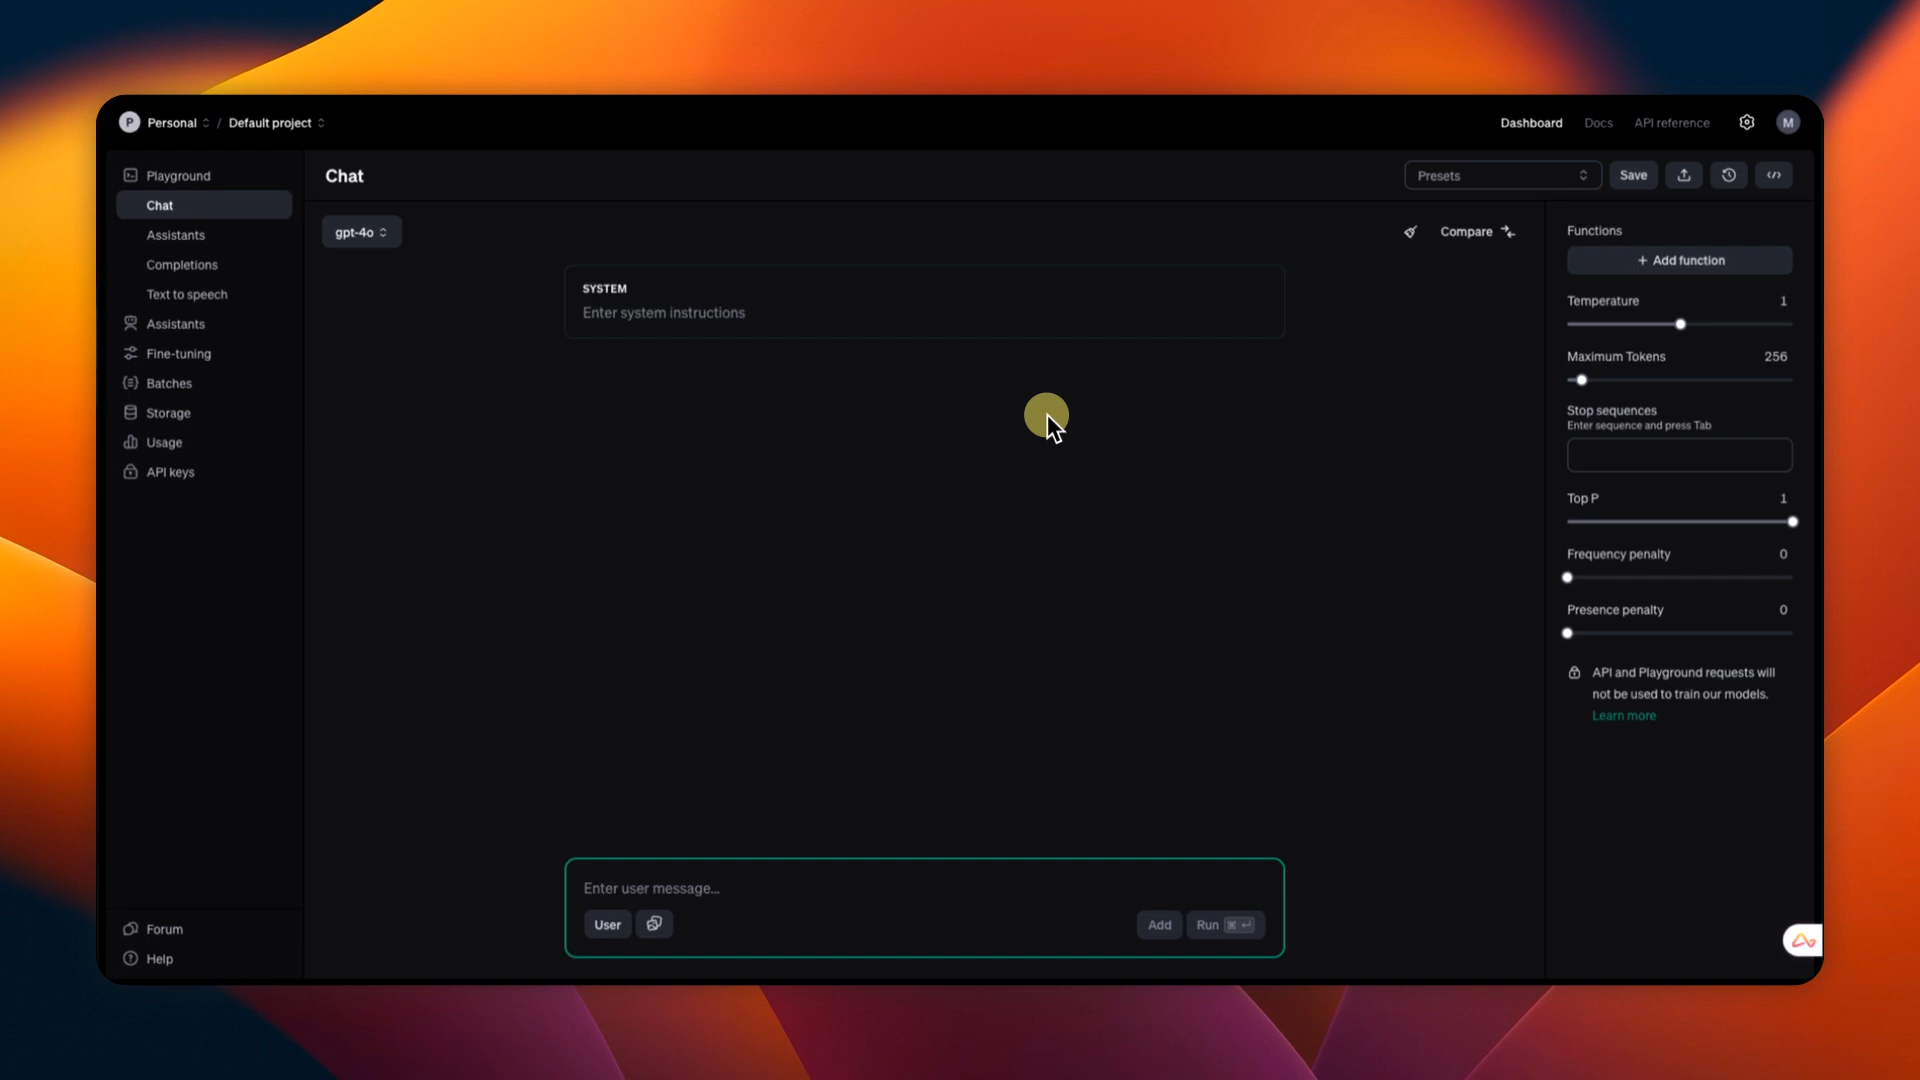 P Personal / Default project
Dashboard Docs API reference M
Playground
Chat
Assistants
Completions
Text to speech
Assistants
Fine-tuning
Batches
Storage
Usage
API keys
Forum
Help
Chat
Presets Save
gpt-4o
Compare
SYSTEM
Enter system instructions
Enter user message...
User
Add Run ⌘ ↵
Functions
+ Add function
Temperature 1
Maximum Tokens 256
Stop sequences
Enter sequence and press Tab
Top P 1
Frequency penalty 0
Presence penalty 0
API and Playground requests will
not be used to train our models.
Learn more